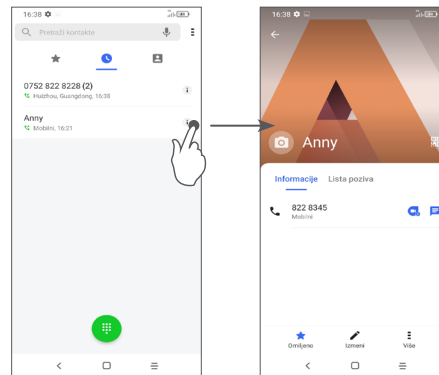 16:38
Pretraži kontakte
0752 822 8228 (2)
Huizhou, Guangdong, 16:38
Anny
Mobilni, 16:21
16:38
Anny
Informacije Lista poziva
822 8345
Mobilni
Omiljeno Izmeni Više